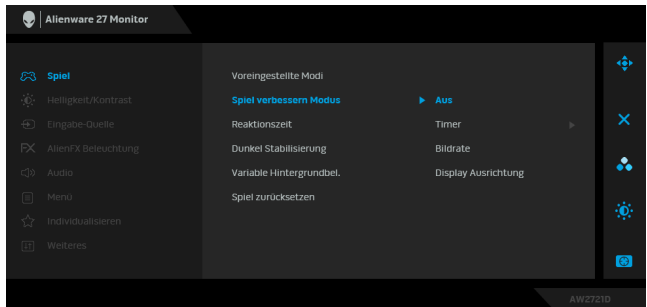 Alienware 27 Monitor
Spiel
Voreingestellte Modi
Spiel verbessern Modus
Aus
Helligkeit/Kontrast
Eingabe-Quelle
Reaktionszeit
Timer
AlienFX Beleuchtung
Dunkel Stabilisierung
Bildrate
Audio
Variable Hintergrundbel.
Display Ausrichtung
Menü
Spiel zurücksetzen
Individualisieren
Weiteres
AW2721D